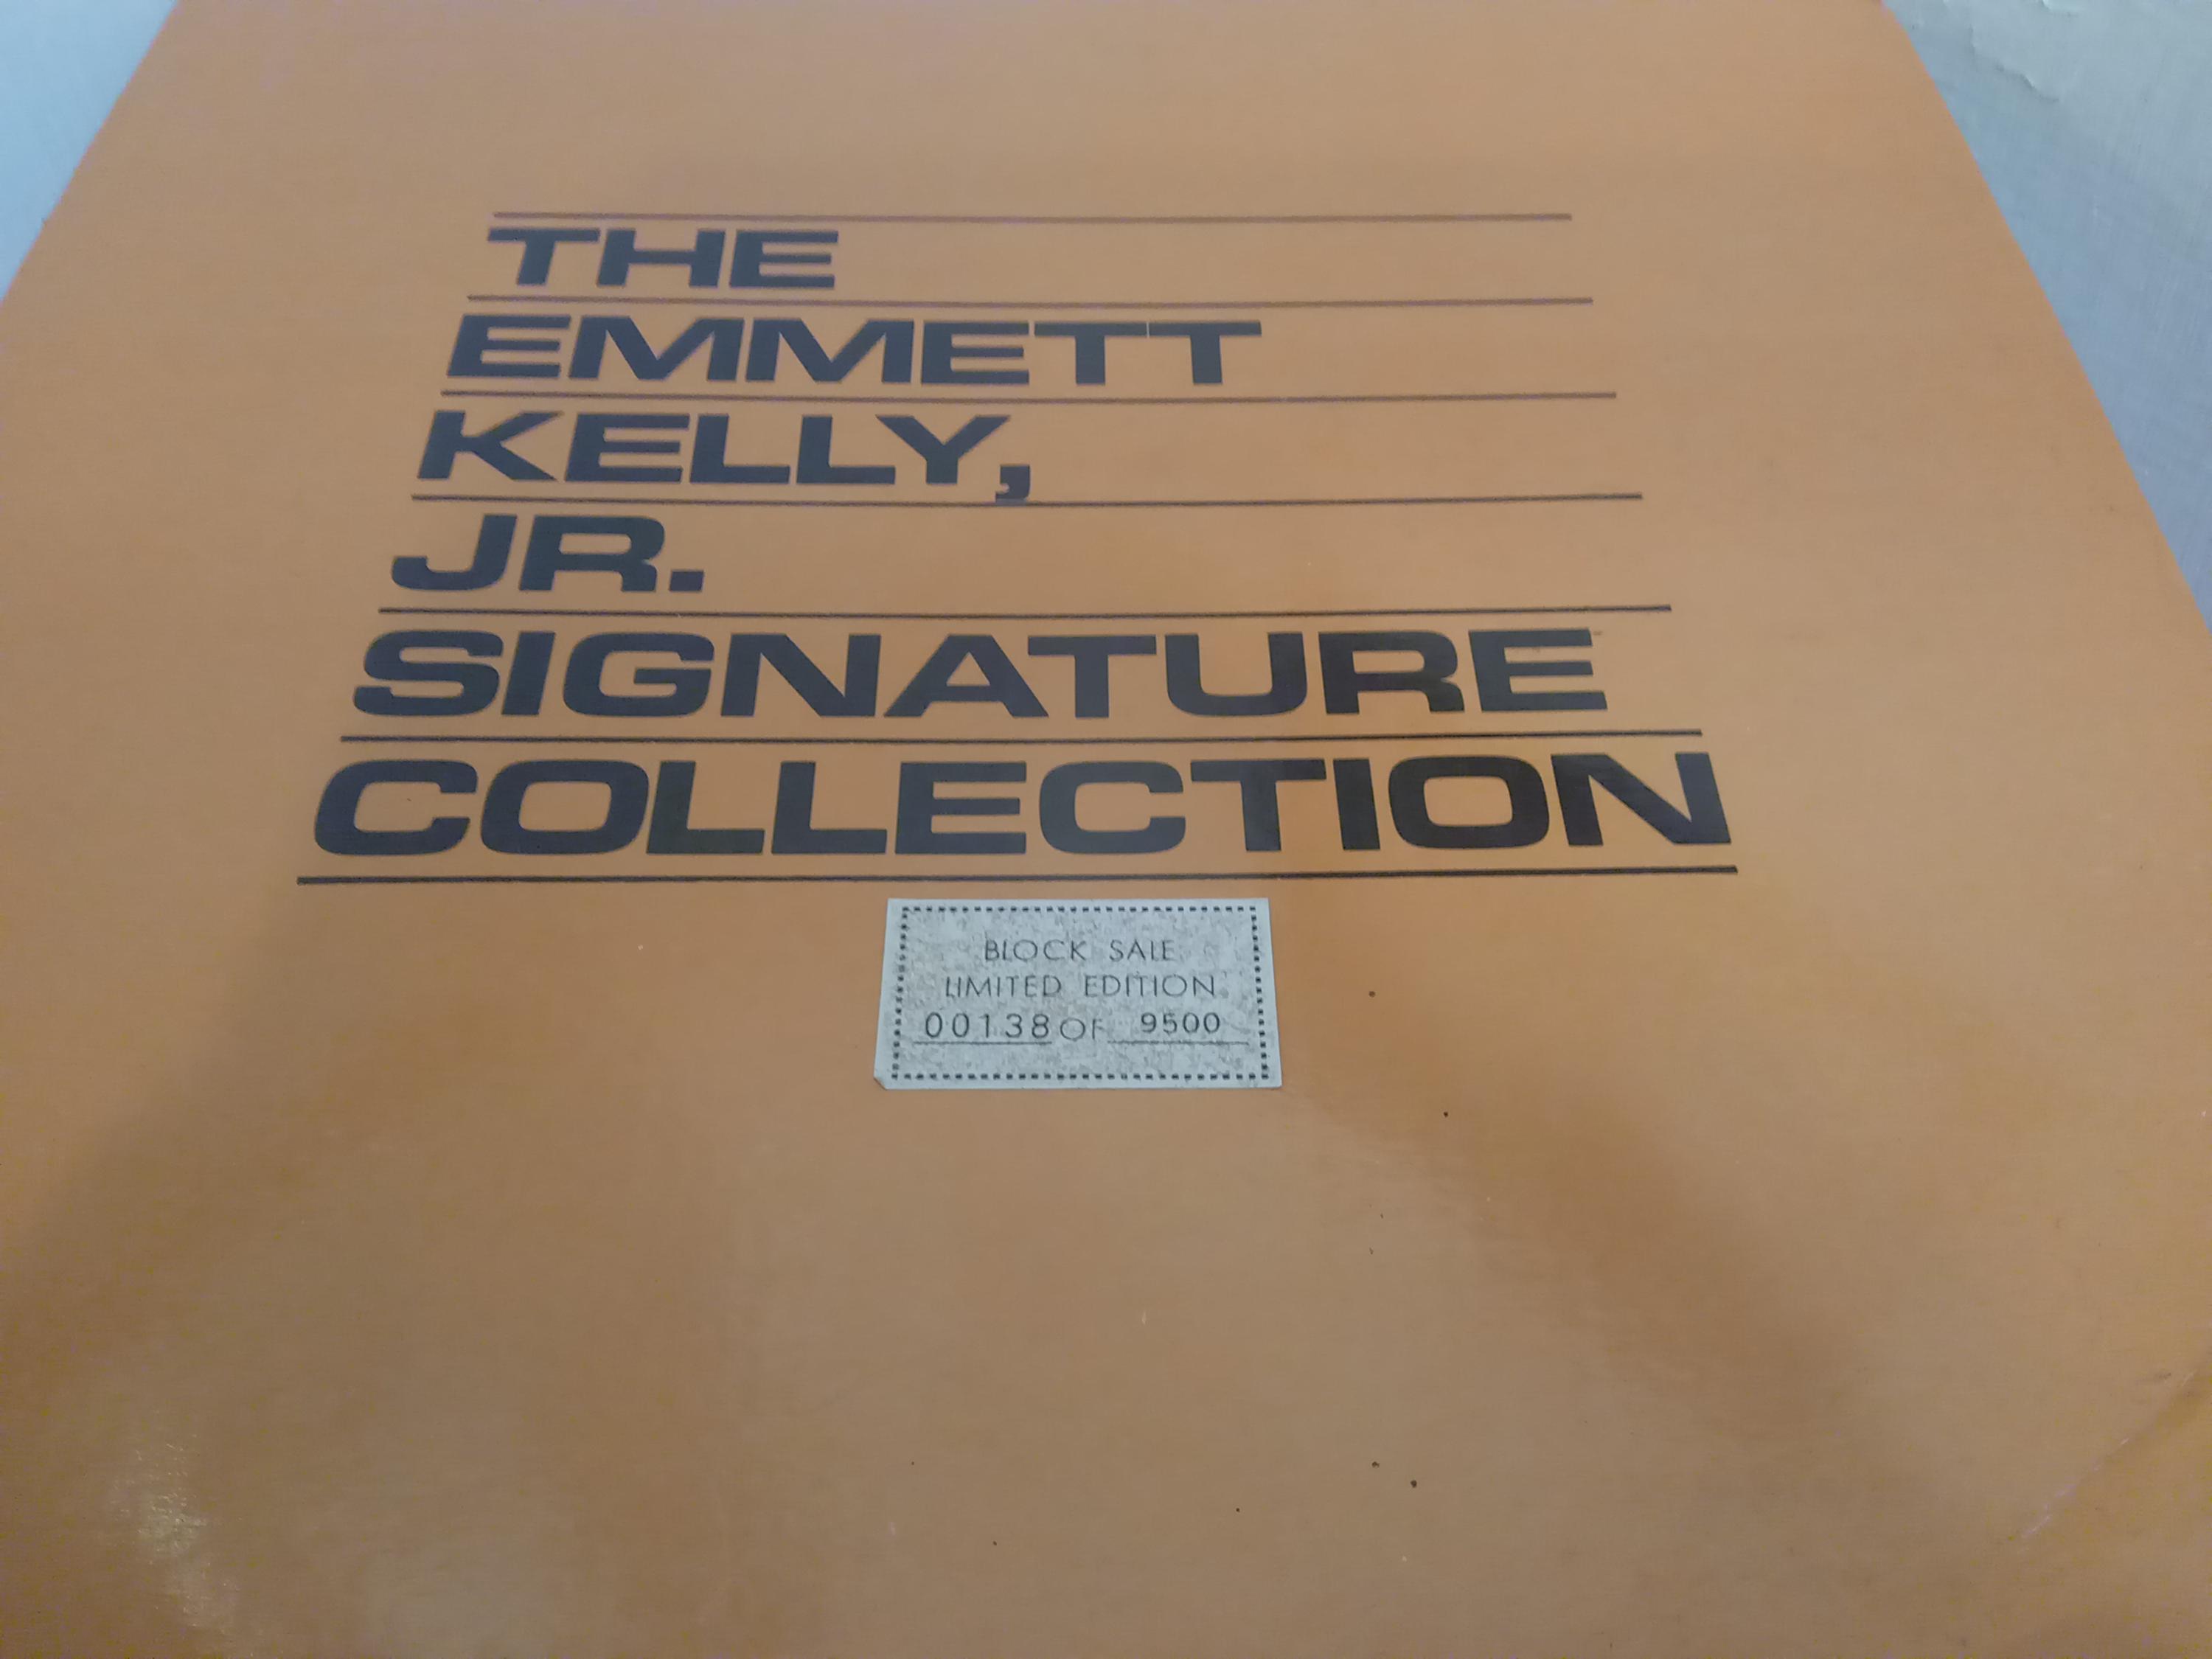 THE
EMMETT
KELLY,
JR.
SIGNATURE
COLLECTION
BLOCK SALE
LIMITED EDITION
00138 OF 9500